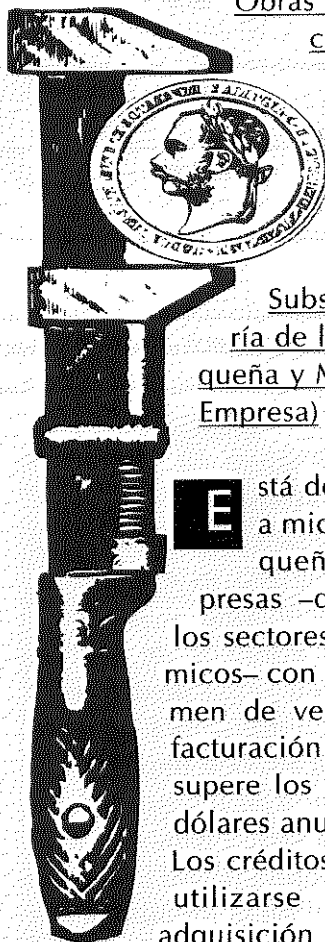 Obras
c
Subs
ría de l
queña y M
Empresa)
Está de
a mic
queñ
presas –c
los sectores
micos– con
men de ve
facturación
supere los
dólares anu
Los créditos
utilizarse
adquisición